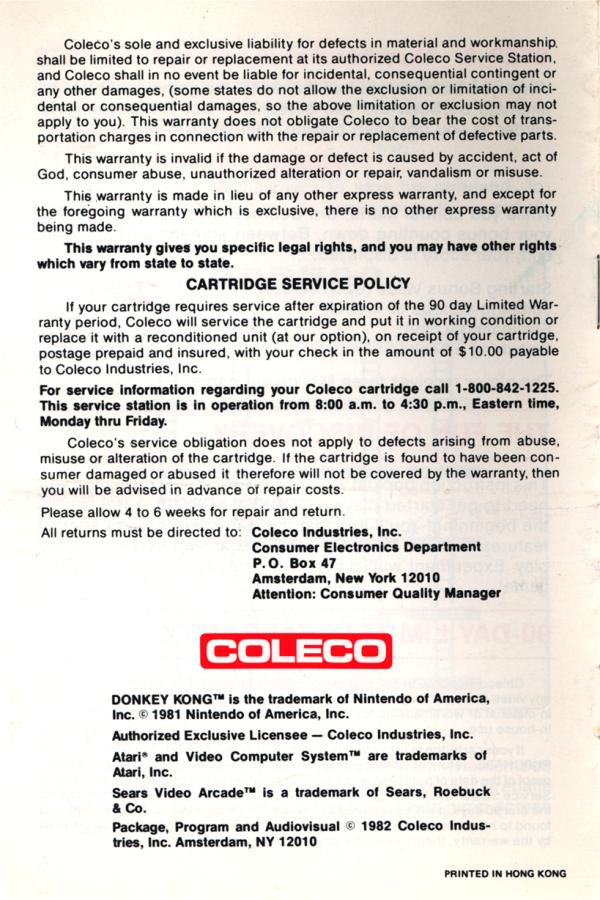 Coleco's sole and exclusive liability for defects in material and workmanship
shall be limited to repair or replacement at its authorized Coleco Service Station,
and Coleco shall in no event be liable for incidental, consequential contingent or
any other damages, (some states do not allow the exclusion or limitation of inci-
dental or consequential damages, so the above limitation or exclusion may not
apply to you). This warranty does not obligate Coleco to bear the cost of trans-
portation charges in connection with the repair or replacement of defective parts.
This warranty is invalid if the damage or defect is caused by accident, act of
God, consumer abuse, unauthorized alteration or repair, vandalism or misuse.
This warranty is made in lieu of any other express warranty, and except for
the foregoing warranty which is exclusive, there is no other express warranty
being made.
This warranty gives you specific legal rights, and you may have other rights
which vary from state to state.
CARTRIDGE SERVICE POLICY
If your cartridge requires service after expiration of the 90 day Limited War-
ranty period, Coleco will service the cartridge and put it in working condition or
replace it with a reconditioned unit (at our option), on receipt of your cartridge,
postage prepaid and insured, with your check in the amount of $10.00 payable
to Coleco Industries, Inc.
For service information regarding your Coleco cartridge call 1-800-842-1225.
This service station is in operation from 8:00 a.m. to 4:30 p.m., Eastern time,
Monday thru Friday.
Coleco's service obligation does not apply to defects arising from abuse,
misuse or alteration of the cartridge. If the cartridge is found to have been con-
sumer damaged or abused it therefore will not be covered by the warranty, then
you will be advised in advance of repair costs.
Please allow 4 to 6 weeks for repair and return.
All returns must be directed to: Coleco Industries, Inc.
Consumer Electronics Department
P.O. Box 47
Amsterdam, New York 12010
Attention: Consumer Quality Manager
COLECO
DONKEY KONG™ is the trademark of Nintendo of America,
Inc. © 1981 Nintendo of America, Inc.
Authorized Exclusive Licensee — Coleco Industries, Inc.
Atari® and Video Computer System™ are trademarks of
Atari, Inc.
Sears Video Arcade™ is a trademark of Sears, Roebuck
& Co.
Package, Program and Audiovisual © 1982 Coleco Indus-
tries, Inc. Amsterdam, NY 12010
PRINTED IN HONG KONG